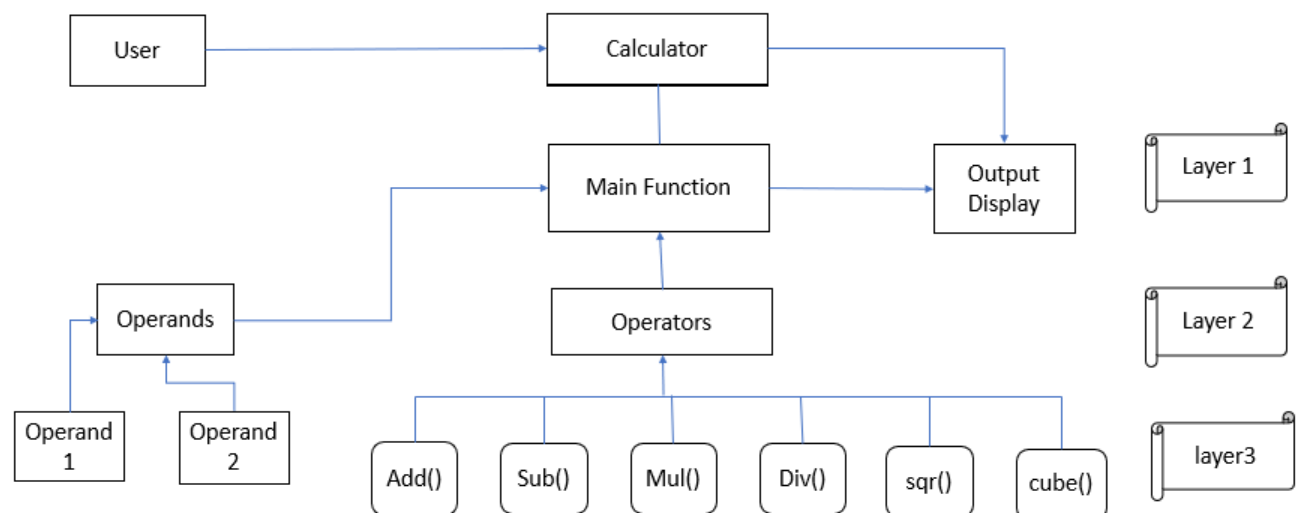 User
Calculator
Main Function
Output
Display
Layer 1
Operands
Operators
Layer 2
Operand
1
Operand
2
Add()
Sub()
Mul()
Div()
sqr()
cube()
layer3